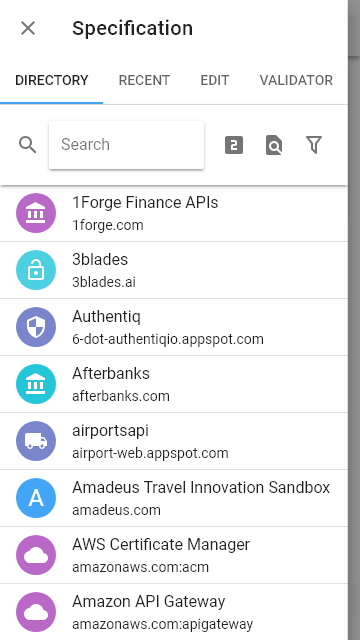 Specification
DIRECTORY RECENT EDIT VALIDATOR
Search
2
1Forge Finance APIs
1forge.com
3blades
3blades.ai
Authentiq
6-dot-authentiqio.appspot.com
Afterbanks
afterbanks.com
airportsapi
airport-web.appspot.com
A
Amadeus Travel Innovation Sandbox
amadeus.com
AWS Certificate Manager
amazonaws.com:acm
Amazon API Gateway
amazonaws.com:apigateway